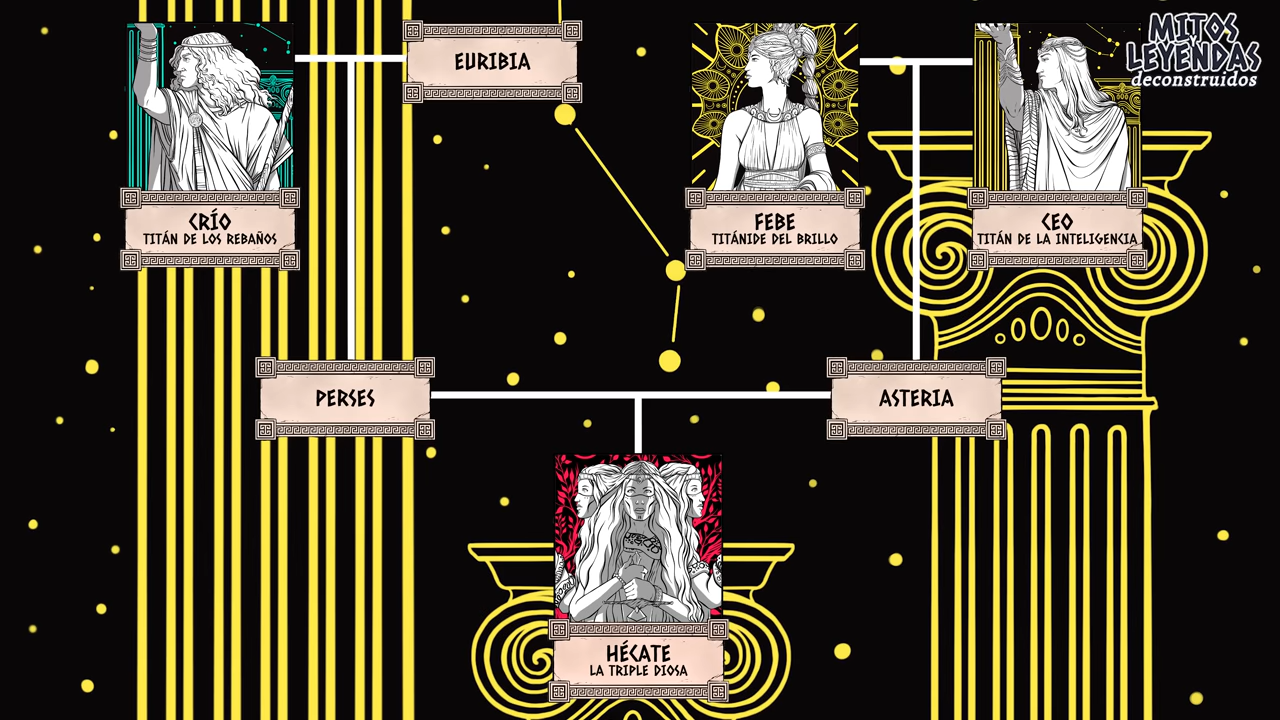 MITOS
LEYENDAS
deconstruidos
EURIBIA
CRÍO
TITÁN DE LOS REBAÑOS
FEBE
TITÁNIDE DEL BRILLO
CEO
TITÁN DE LA INTELIGENCIA
PERSES
ASTERIA
HÉCATE
LA TRIPLE DIOSA